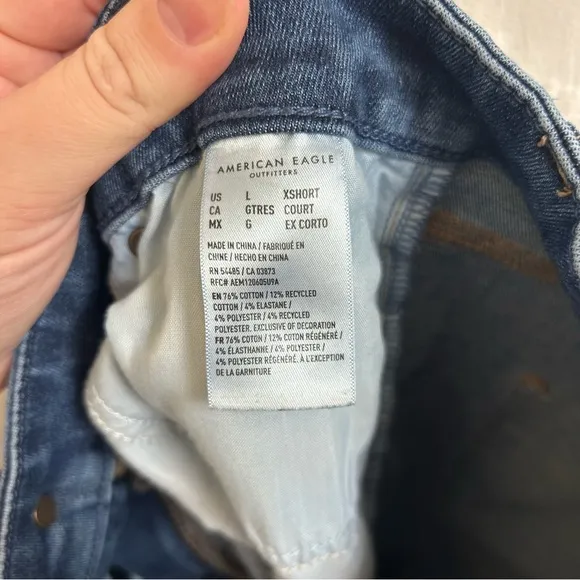 AMERICAN EAGLE
OUTFITTERS
US L XSHORT
CA GTRES COURT
MX G EX CORTO
MADE IN CHINA / FABRIQUÉ EN
CHINE / HECHO EN CHINA
RN 54485 / CA 03873
RFC# AEM120605U9A
EN 76% COTTON / 12% RECYCLED
COTTON / 4% ELASTANE /
4% POLYESTER / 4% RECYCLED
POLYESTER. EXCLUSIVE OF DECORATION
FR 76% COTON / 12% COTON RÉGÉNÉRÉ /
4% ÉLASTHANNE / 4% POLYESTER /
4% POLYESTER RÉGÉNÉRÉ. À L'EXCEPTION
DE LA GARNITURE